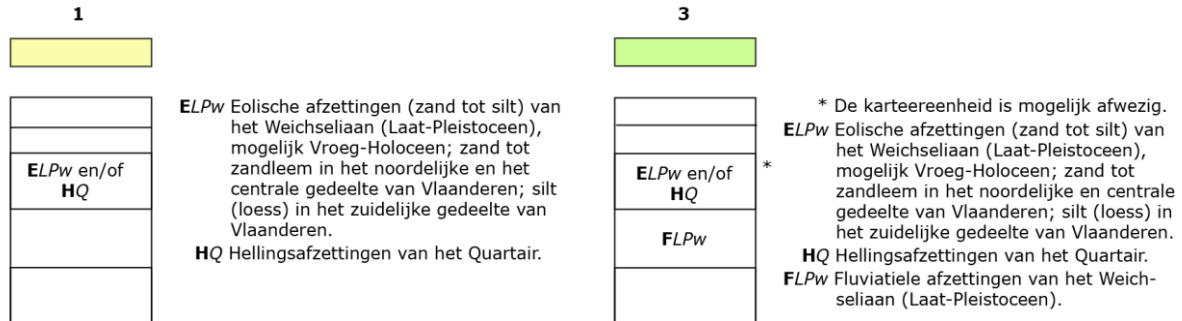 1
ELPw en/of
HQ
ELPw Eolische afzettingen (zand tot silt) van
het Weichseliaan (Laat-Pleistoceen),
mogelijk Vroeg-Holoceen; zand tot
zandleem in het noordelijke en het
centrale gedeelte van Vlaanderen; silt
(loess) in het zuidelijke gedeelte van
Vlaanderen.
HQ Hellingsafzettingen van het Quartair.
3
ELPw en/of
HQ
*
FLPw
* De karteereenheid is mogelijk afwezig.
ELPw Eolische afzettingen (zand tot silt) van
het Weichseliaan (Laat-Pleistoceen),
mogelijk Vroeg-Holoceen; zand tot
zandleem in het noordelijke en centrale
gedeelte van Vlaanderen; silt (loess) in
het zuidelijke gedeelte van Vlaanderen.
HQ Hellingsafzettingen van het Quartair.
FLPw Fluviatiele afzettingen van het Weich-
seliaan (Laat-Pleistoceen).